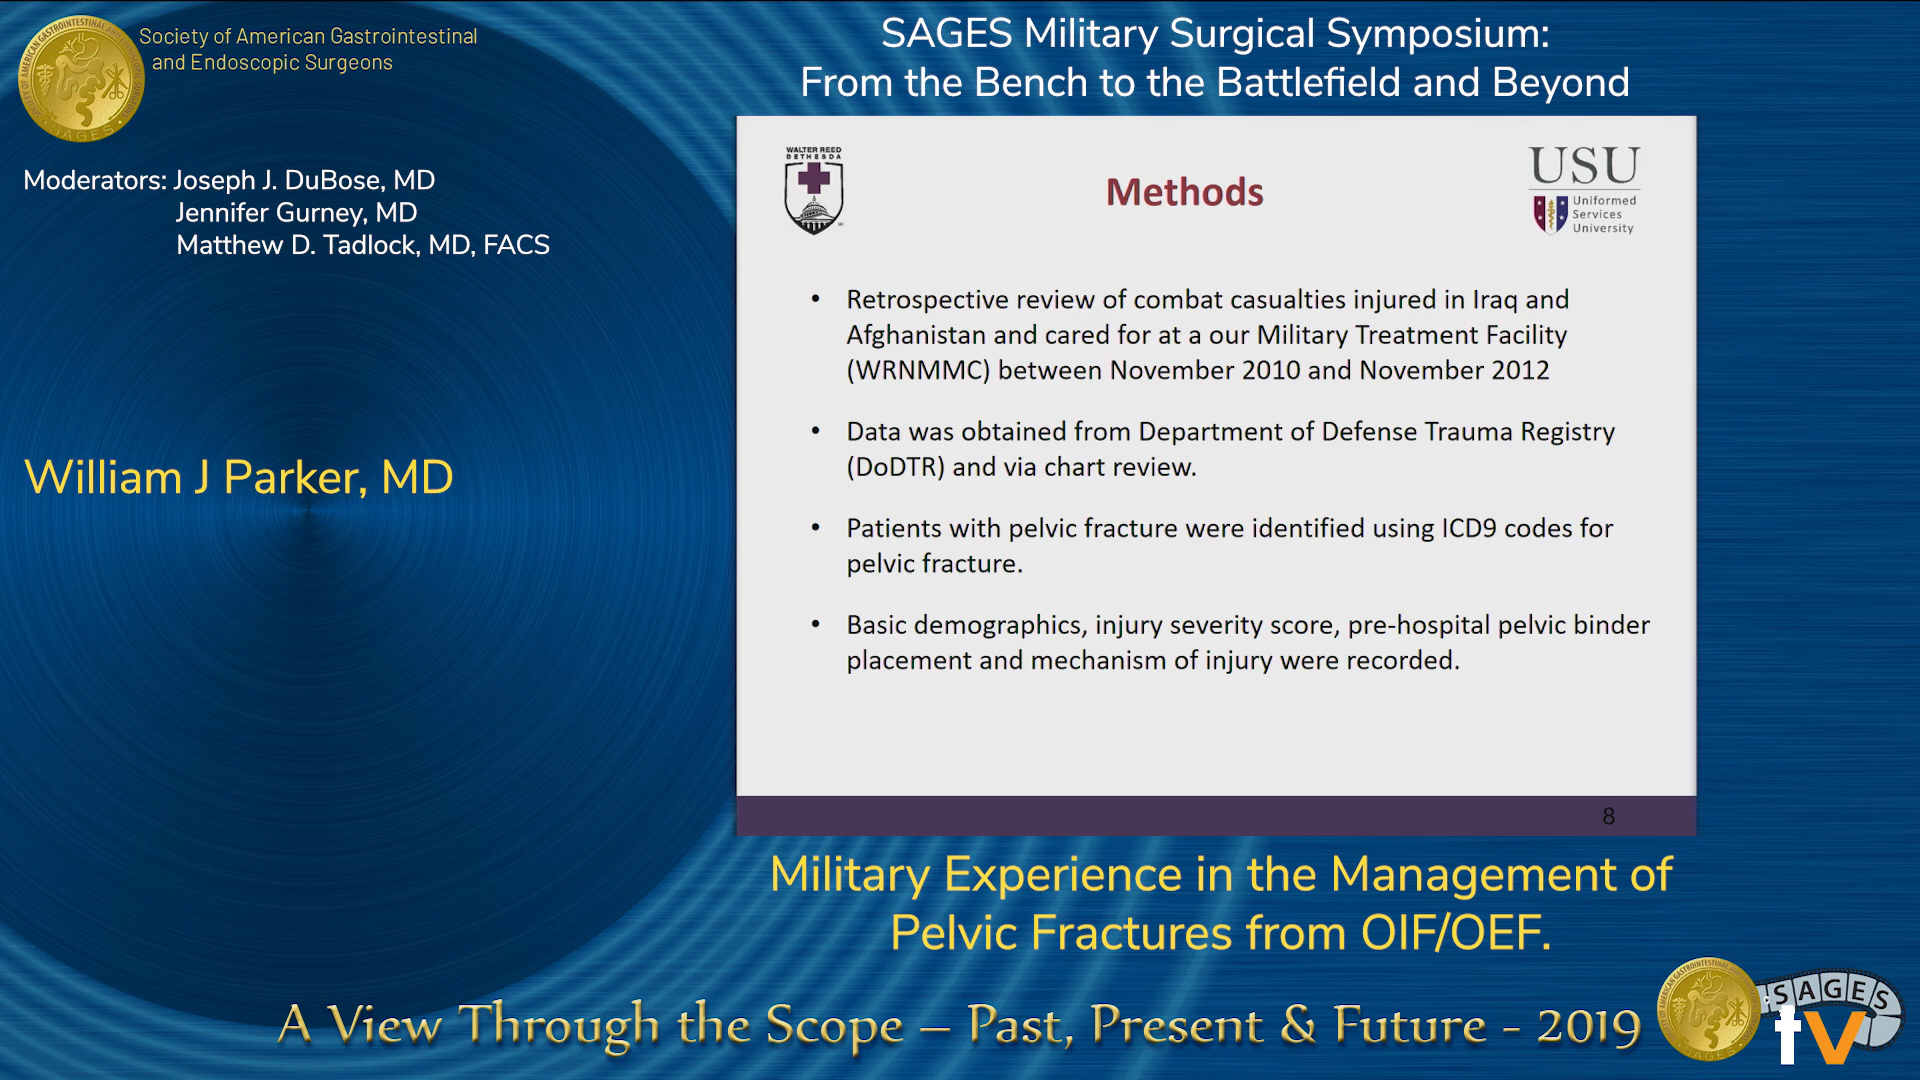 Society of American Gastrointestinal
and Endoscopic Surgeons
SAGES Military Surgical Symposium:
From the Bench to the Battlefield and Beyond
Moderators: Joseph J. DuBose, MD
Jennifer Gurney, MD
Matthew D. Tadlock, MD, FACS
William J Parker, MD
WALTER REED
BETHESDA
Methods
USU
Uniformed
Services
University
• Retrospective review of combat casualties injured in Iraq and
Afghanistan and cared for at a our Military Treatment Facility
(WRNMMC) between November 2010 and November 2012
• Data was obtained from Department of Defense Trauma Registry
(DoDTR) and via chart review.
• Patients with pelvic fracture were identified using ICD9 codes for
pelvic fracture.
• Basic demographics, injury severity score, pre-hospital pelvic binder
placement and mechanism of injury were recorded.
8
Military Experience in the Management of
Pelvic Fractures from OIF/OEF.
A View Through the Scope – Past, Present & Future - 2019
SAGES
tv